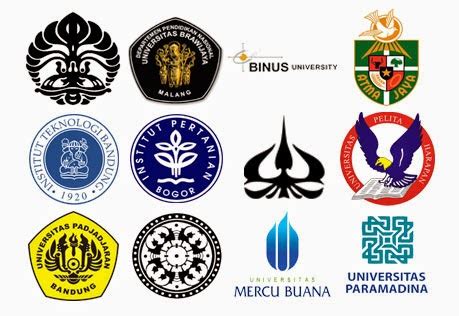 DEPARTEMEN PENDIDIKAN NASIONAL
UNIVERSITAS BRAWIJAYA
MALANG
BINUS UNIVERSITY
ATMA JAYA
INSTITUT TEKNOLOGI BANDUNG
1920
INSTITUT PERTANIAN
BOGOR
UNIVERSITAS PELITA HARAPAN
UNIVERSITAS PADJADJARAN
BANDUNG
UNIVERSITAS
MERCU BUANA
UNIVERSITAS
PARAMADINA